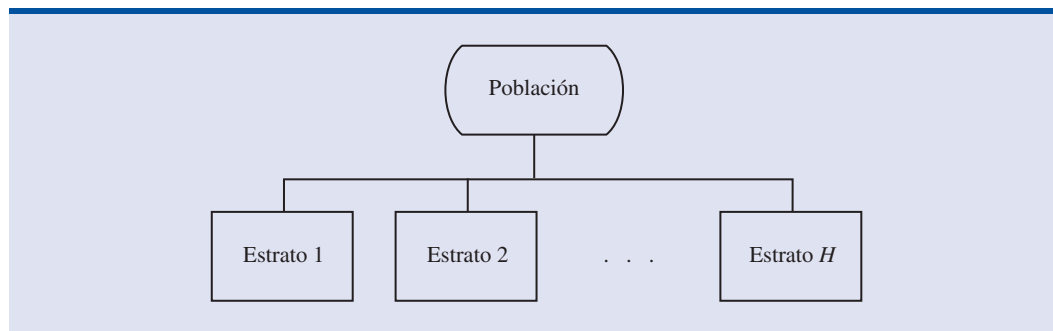 Población
Estrato 1
Estrato 2
. . .
Estrato H